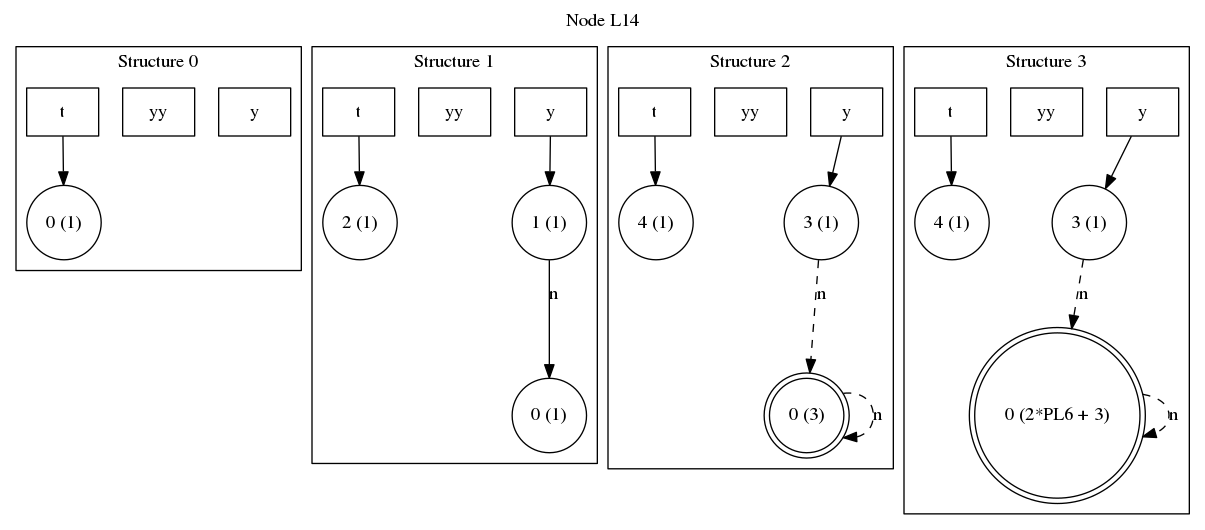 Node L14
Structure 0
t
yy
y
0 (1)
Structure 1
t
yy
y
2 (1)
1 (1)
n
0 (1)
Structure 2
t
yy
y
4 (1)
3 (1)
n
0 (3)
n
Structure 3
t
yy
y
4 (1)
3 (1)
n
0 (2*PL6 + 3)
n